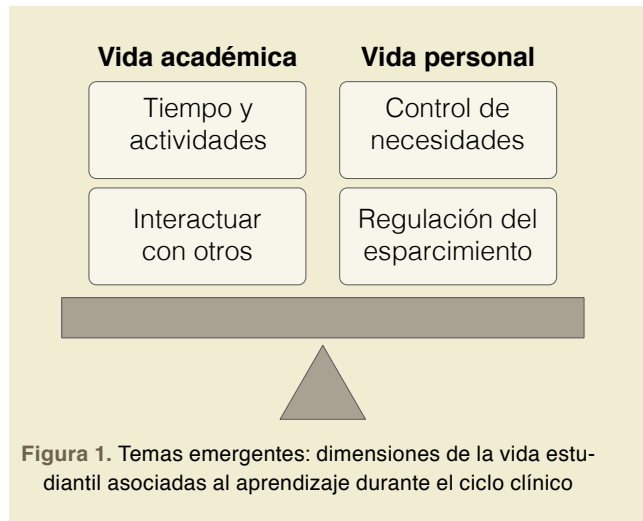 Vida académica
Tiempo y
actividades
Interactuar
con otros
Vida personal
Control de
necesidades
Regulación del
esparcimiento
Figura 1. Temas emergentes: dimensiones de la vida estu-
diantil asociadas al aprendizaje durante el ciclo clínico